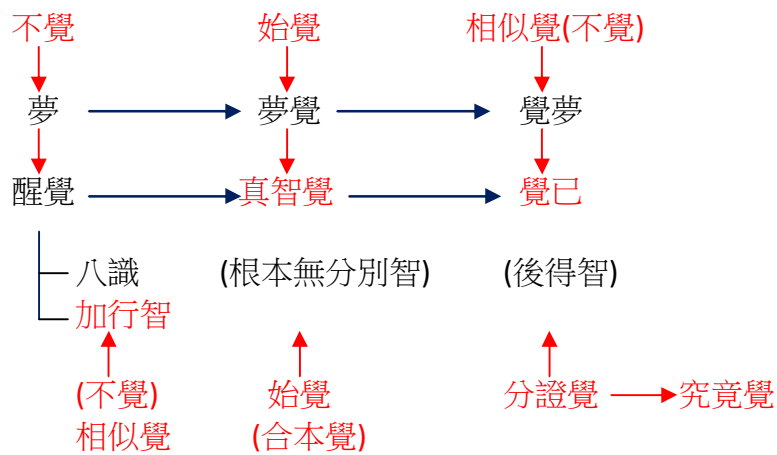 不覺 始覺 相似覺(不覺)
夢 夢覺 覺夢
醒覺 真智覺 覺已
八識 (根本無分別智) (後得智)
加行智
(不覺) 始覺 分證覺 究竟覺
相似覺 (合本覺)